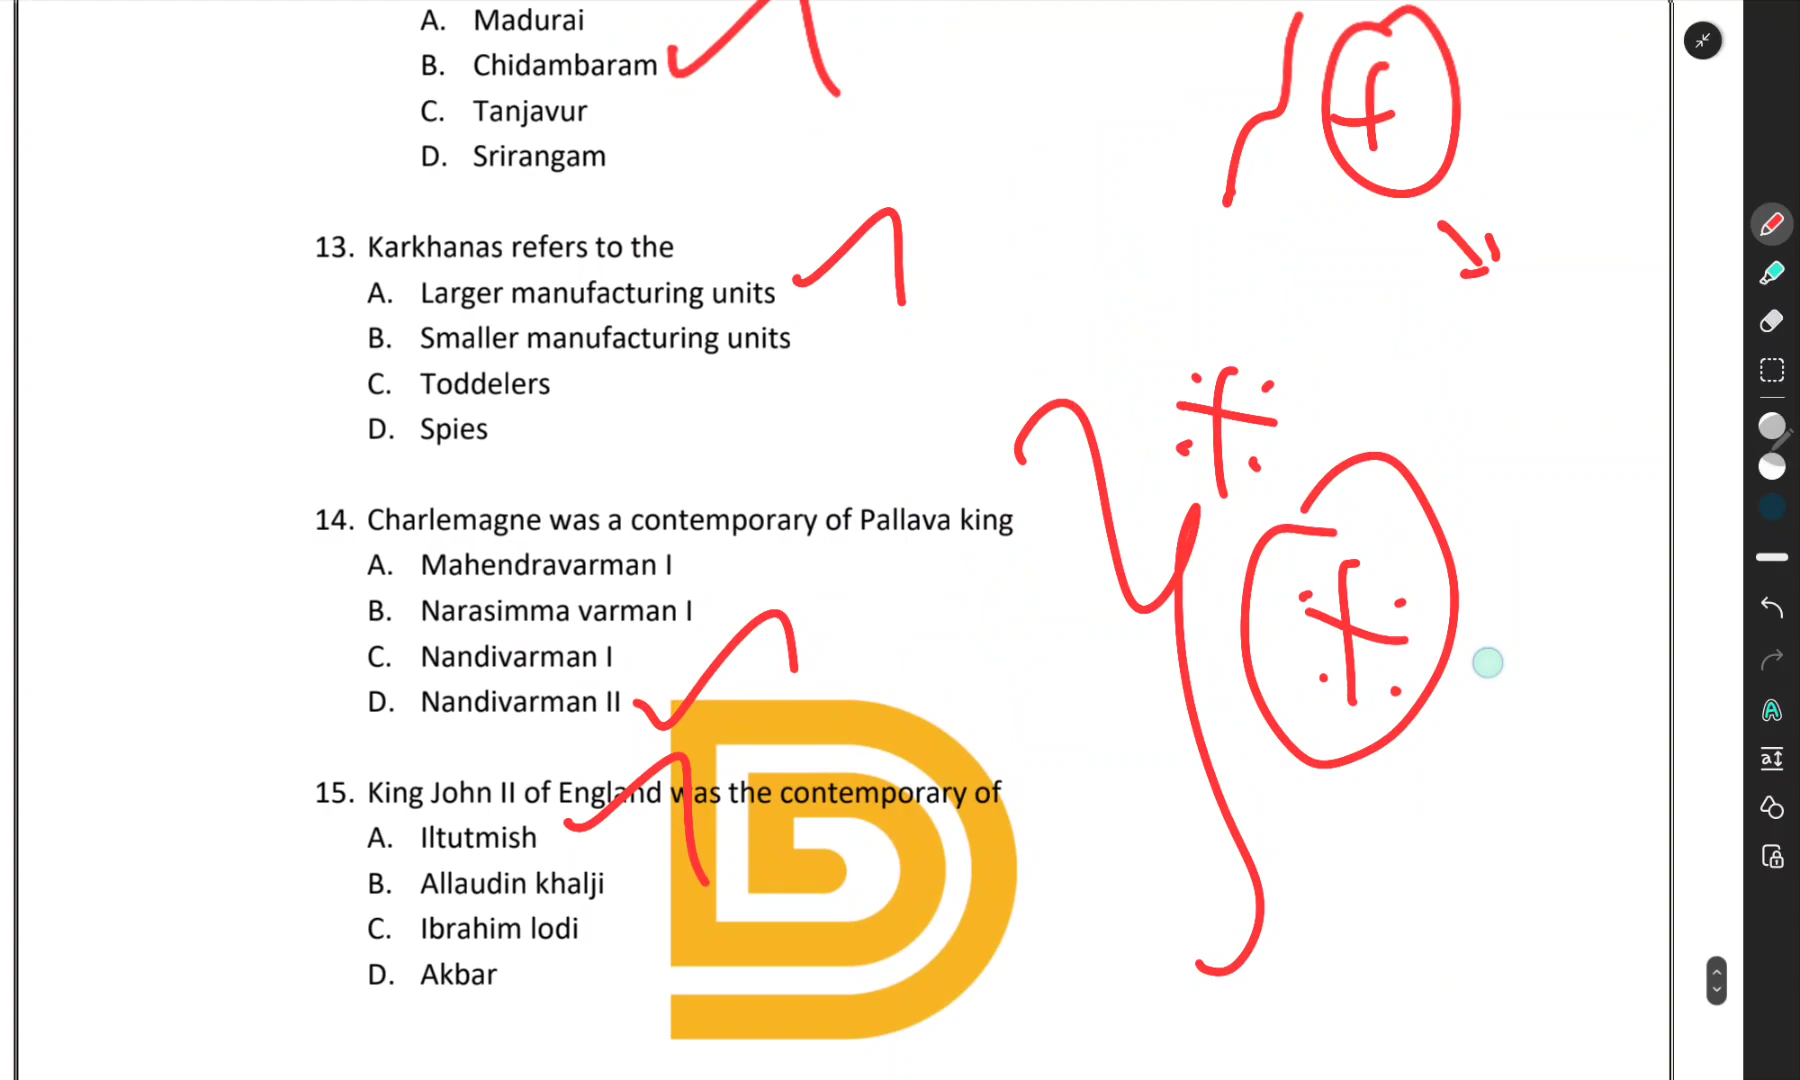 A. Madurai
B. Chidambaram
C. Tanjavur
D. Srirangam
13. Karkhanas refers to the
A. Larger manufacturing units
B. Smaller manufacturing units
C. Toddelers
D. Spies
14. Charlemagne was a contemporary of Pallava king
A. Mahendravarman I
B. Narasimma varman I
C. Nandivarman I
D. Nandivarman II
15. King John II of England was the contemporary of
A. Iltutmish
B. Allaudin khalji
C. Ibrahim lodi
D. Akbar